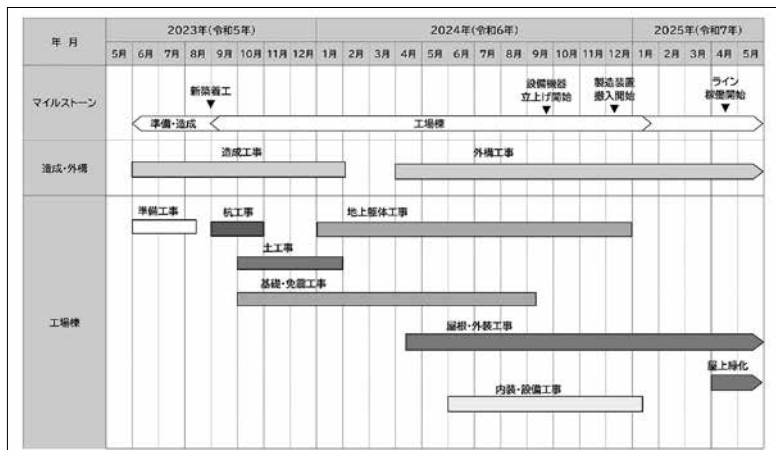 年 月
2023年(令和5年)
2024年(令和6年)
2025年(令和7年)
5月 6月 7月 8月 9月 10月 11月 12月 1月 2月 3月 4月 5月 6月 7月 8月 9月 10月 11月 12月 1月 2月 3月 4月 5月
マイルストーン
新築着工
設備機器
立上げ開始
製造装置
搬入開始
ライン
稼働開始
準備・造成
工場棟
造成・外構
造成工事
外構工事
工場棟
準備工事
杭工事
地上躯体工事
土工事
基礎・免震工事
屋根・外装工事
屋上緑化
内装・設備工事